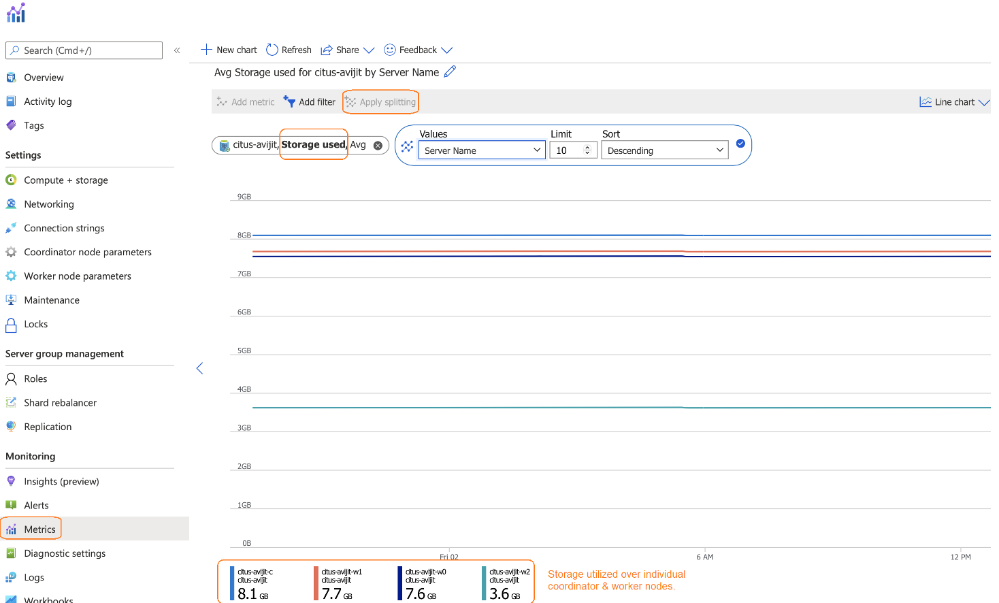 Search (Cmd+/)
«
Overview
Activity log
Tags
Settings
Compute + storage
Networking
Connection strings
Coordinator node parameters
Worker node parameters
Maintenance
Locks
Server group management
Roles
Shard rebalancer
Replication
Monitoring
Insights (preview)
Alerts
Metrics
Diagnostic settings
Logs
Workbooks
New chart Refresh Share Feedback
Avg Storage used for citus-avijit by Server Name
Add metric Add filter Apply splitting Line chart
citus-avijit, Storage used, Avg
Values Limit Sort
Server Name 10 Descending
9GB
8GB
7GB
6GB
5GB
4GB
3GB
2GB
1GB
0B
Fri 02 6 AM 12 PM
citus-avijit-c
citus-avijit
8.1 GB
citus-avijit-w1
citus-avijit
7.7 GB
citus-avijit-w0
citus-avijit
7.6 GB
citus-avijit-w2
citus-avijit
3.6 GB
Storage utilized over individual
coordinator & worker nodes.